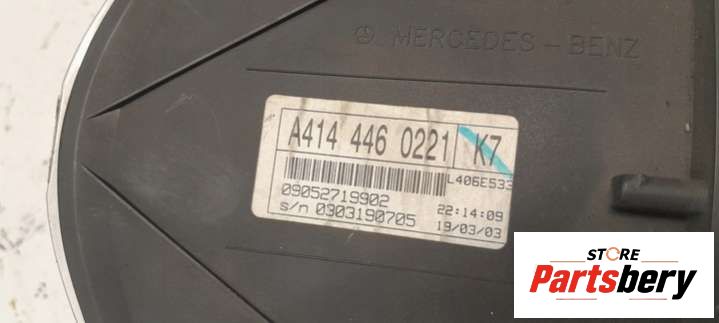 MERCEDES-BENZ
A414 446 0221 K7
L406E533
09052719902 22:14:09
s/n 0303190705 19/03/03
STORE
Partsbery